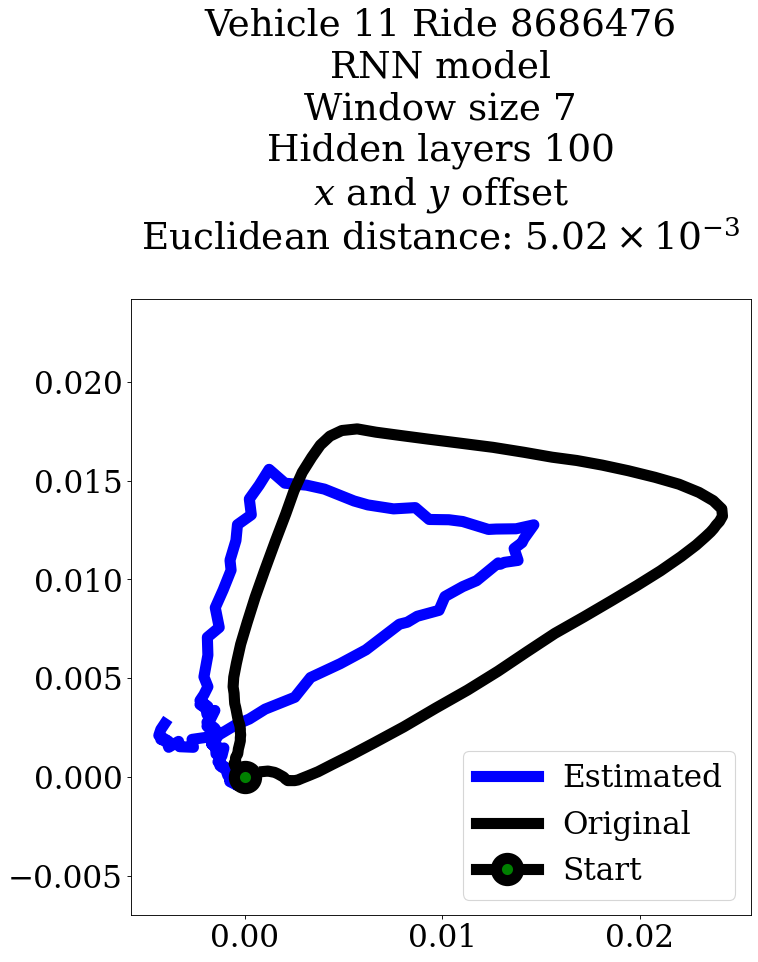 Vehicle 11 Ride 8686476
RNN model
Window size 7
Hidden layers 100
x and y offset
Euclidean distance: 5.02 × 10⁻³
0.020
0.015
0.010
0.005
0.000
−0.005
0.00 0.01 0.02
Estimated
Original
Start